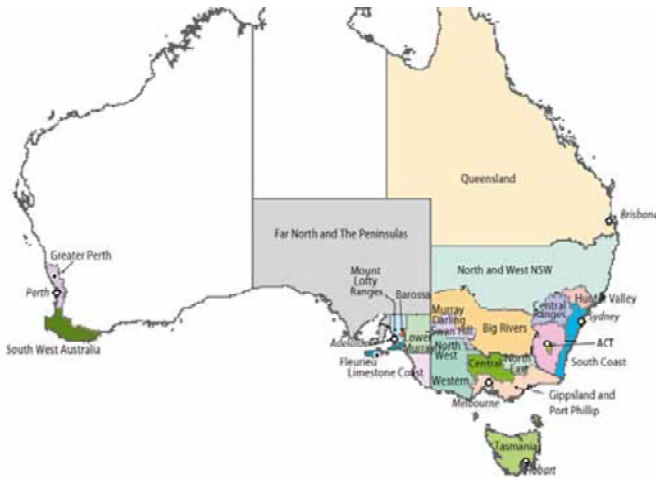 Queensland
Brisbane
Far North and The Peninsulas
Greater Perth
North and West NSW
Mount
Lofty
Ranges
Barossa
Perth
Hunter Valley
Murray
Darling
Central
Ranges
Sydney
Swan Hill
Big Rivers
Adelaide
Lower
Murray
ACT
South West Australia
North
West
Fleurieu
Central
North
East
South Coast
Limestone Coast
Western
Gippsland and
Port Phillip
Melbourne
Tasmania
Hobart